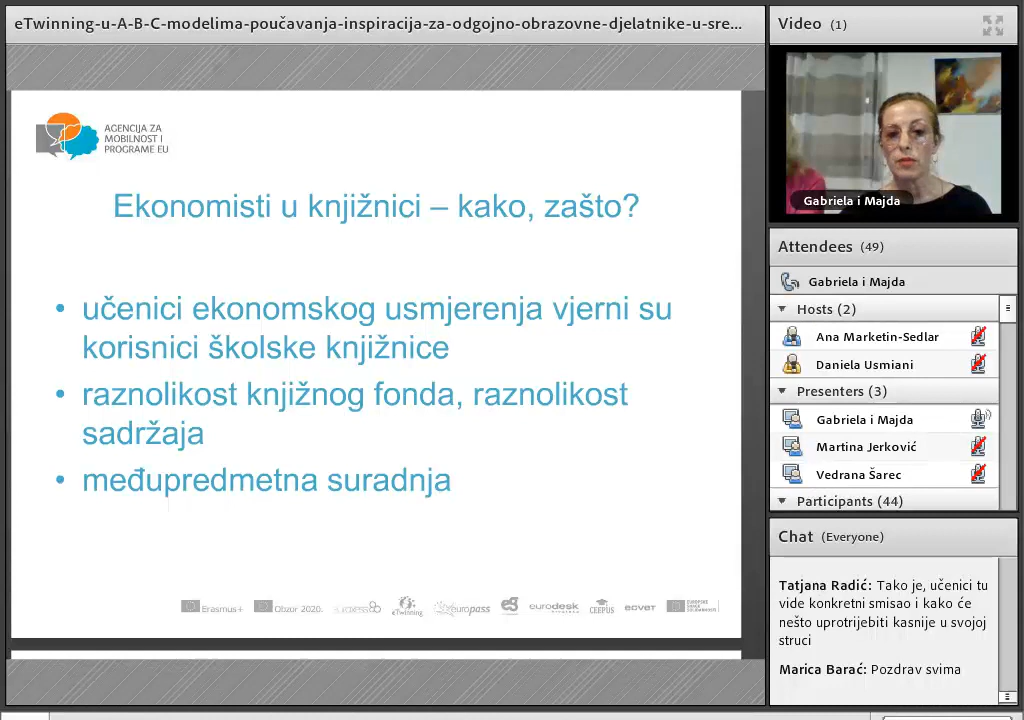 eTwinning-u-A-B-C-modelima-poučavanja-inspiracija-za-odgojno-obrazovne-djelatnike-u-sre...
AGENCIJA ZA
MOBILNOST I
PROGRAME EU
Ekonomisti u knjižnici – kako, zašto?
• učenici ekonomskog usmjerenja vjerni su
korisnici školske knjižnice
• raznolikost knjižnog fonda, raznolikost
sadržaja
• međupredmetna suradnja
Erasmus+
Obzor 2020.
eTwinning
europass
eurodesk
CEEPUS
ecvet
Video (1)
Gabriela i Majda
Attendees (49)
Gabriela i Majda
Hosts (2)
Ana Marketin-Sedlar
Daniela Usmiani
Presenters (3)
Gabriela i Majda
Martina Jerković
Vedrana Šarec
Participants (44)
Chat (Everyone)
Tatjana Radić: Tako je, učenici tu
vide konkretni smisao i kako će
nešto uprotrijebiti kasnije u svojoj
struci
Marica Barać: Pozdrav svima